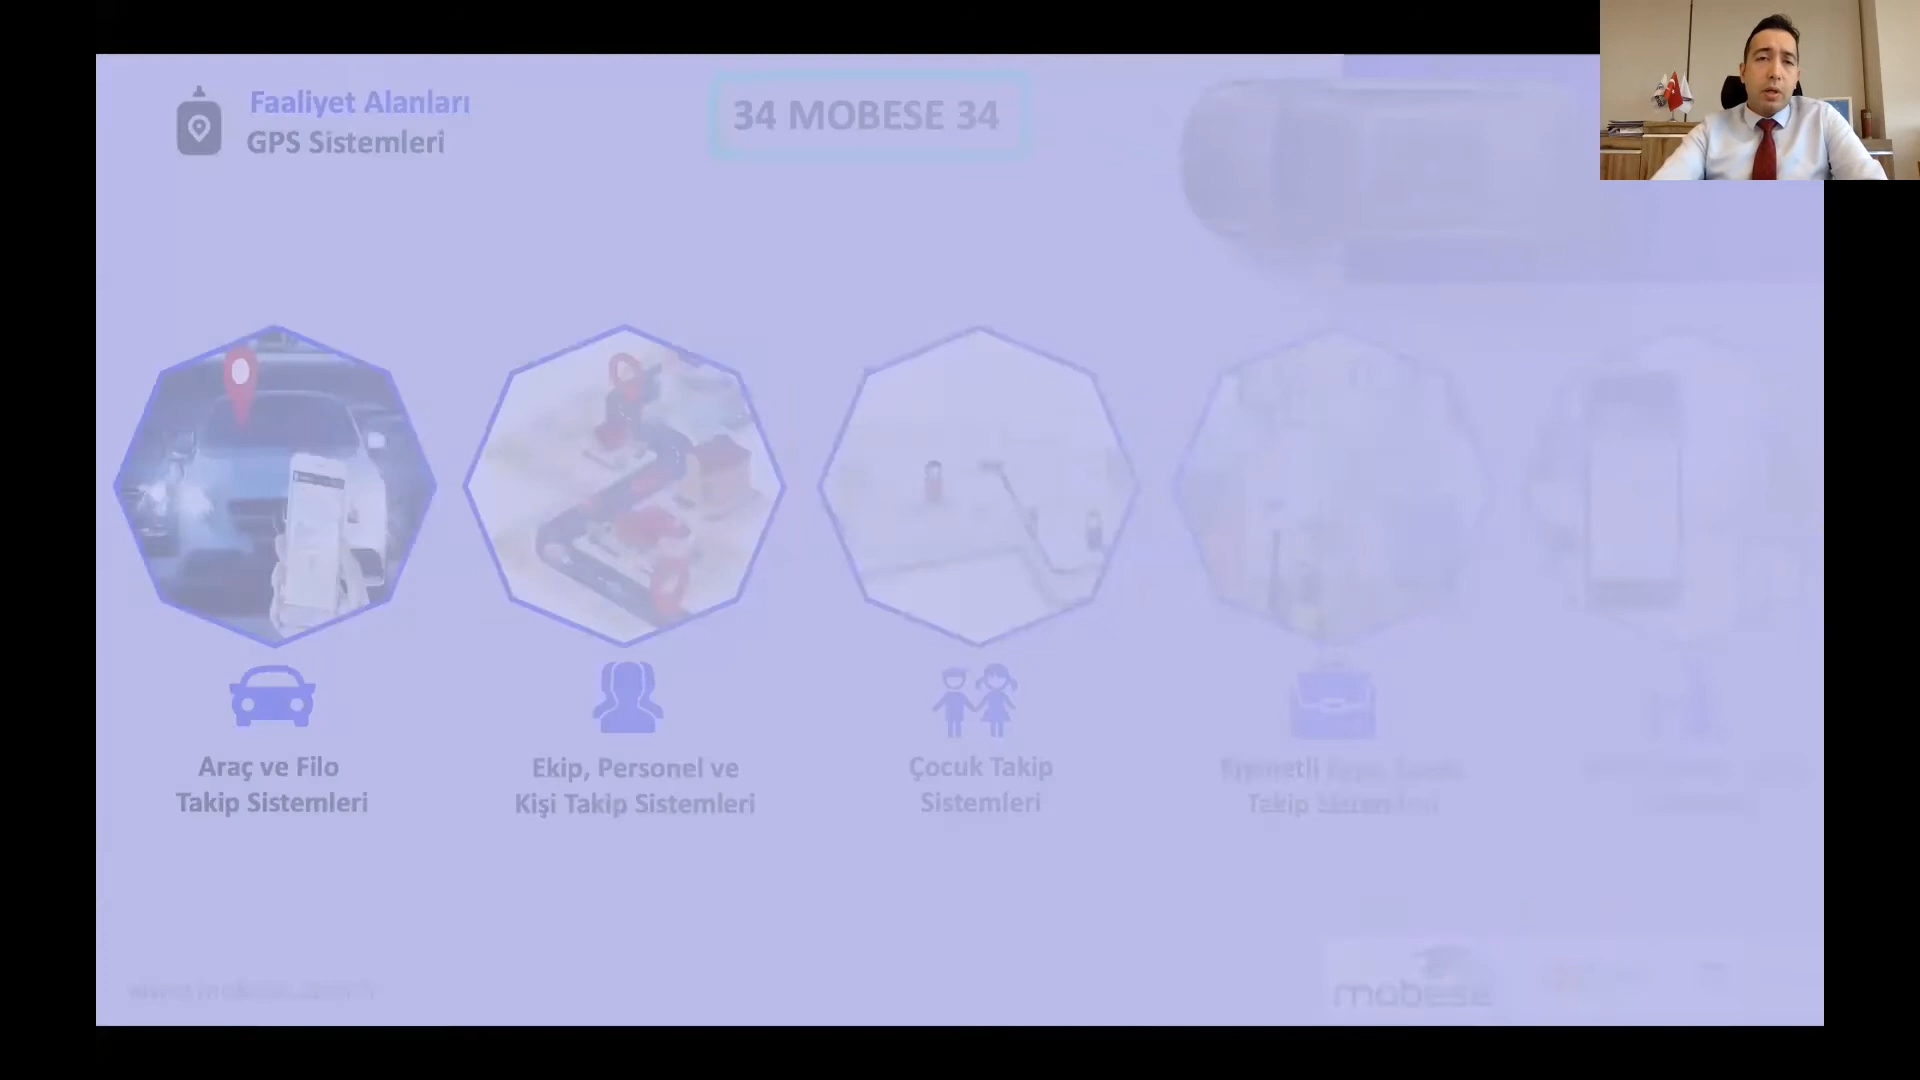 Faaliyet Alanları
GPS Sistemleri
34 MOBESE 34
Araç ve Filo
Takip Sistemleri
Ekip, Personel ve
Kişi Takip Sistemleri
Çocuk Takip
Sistemleri
Takip
mobese